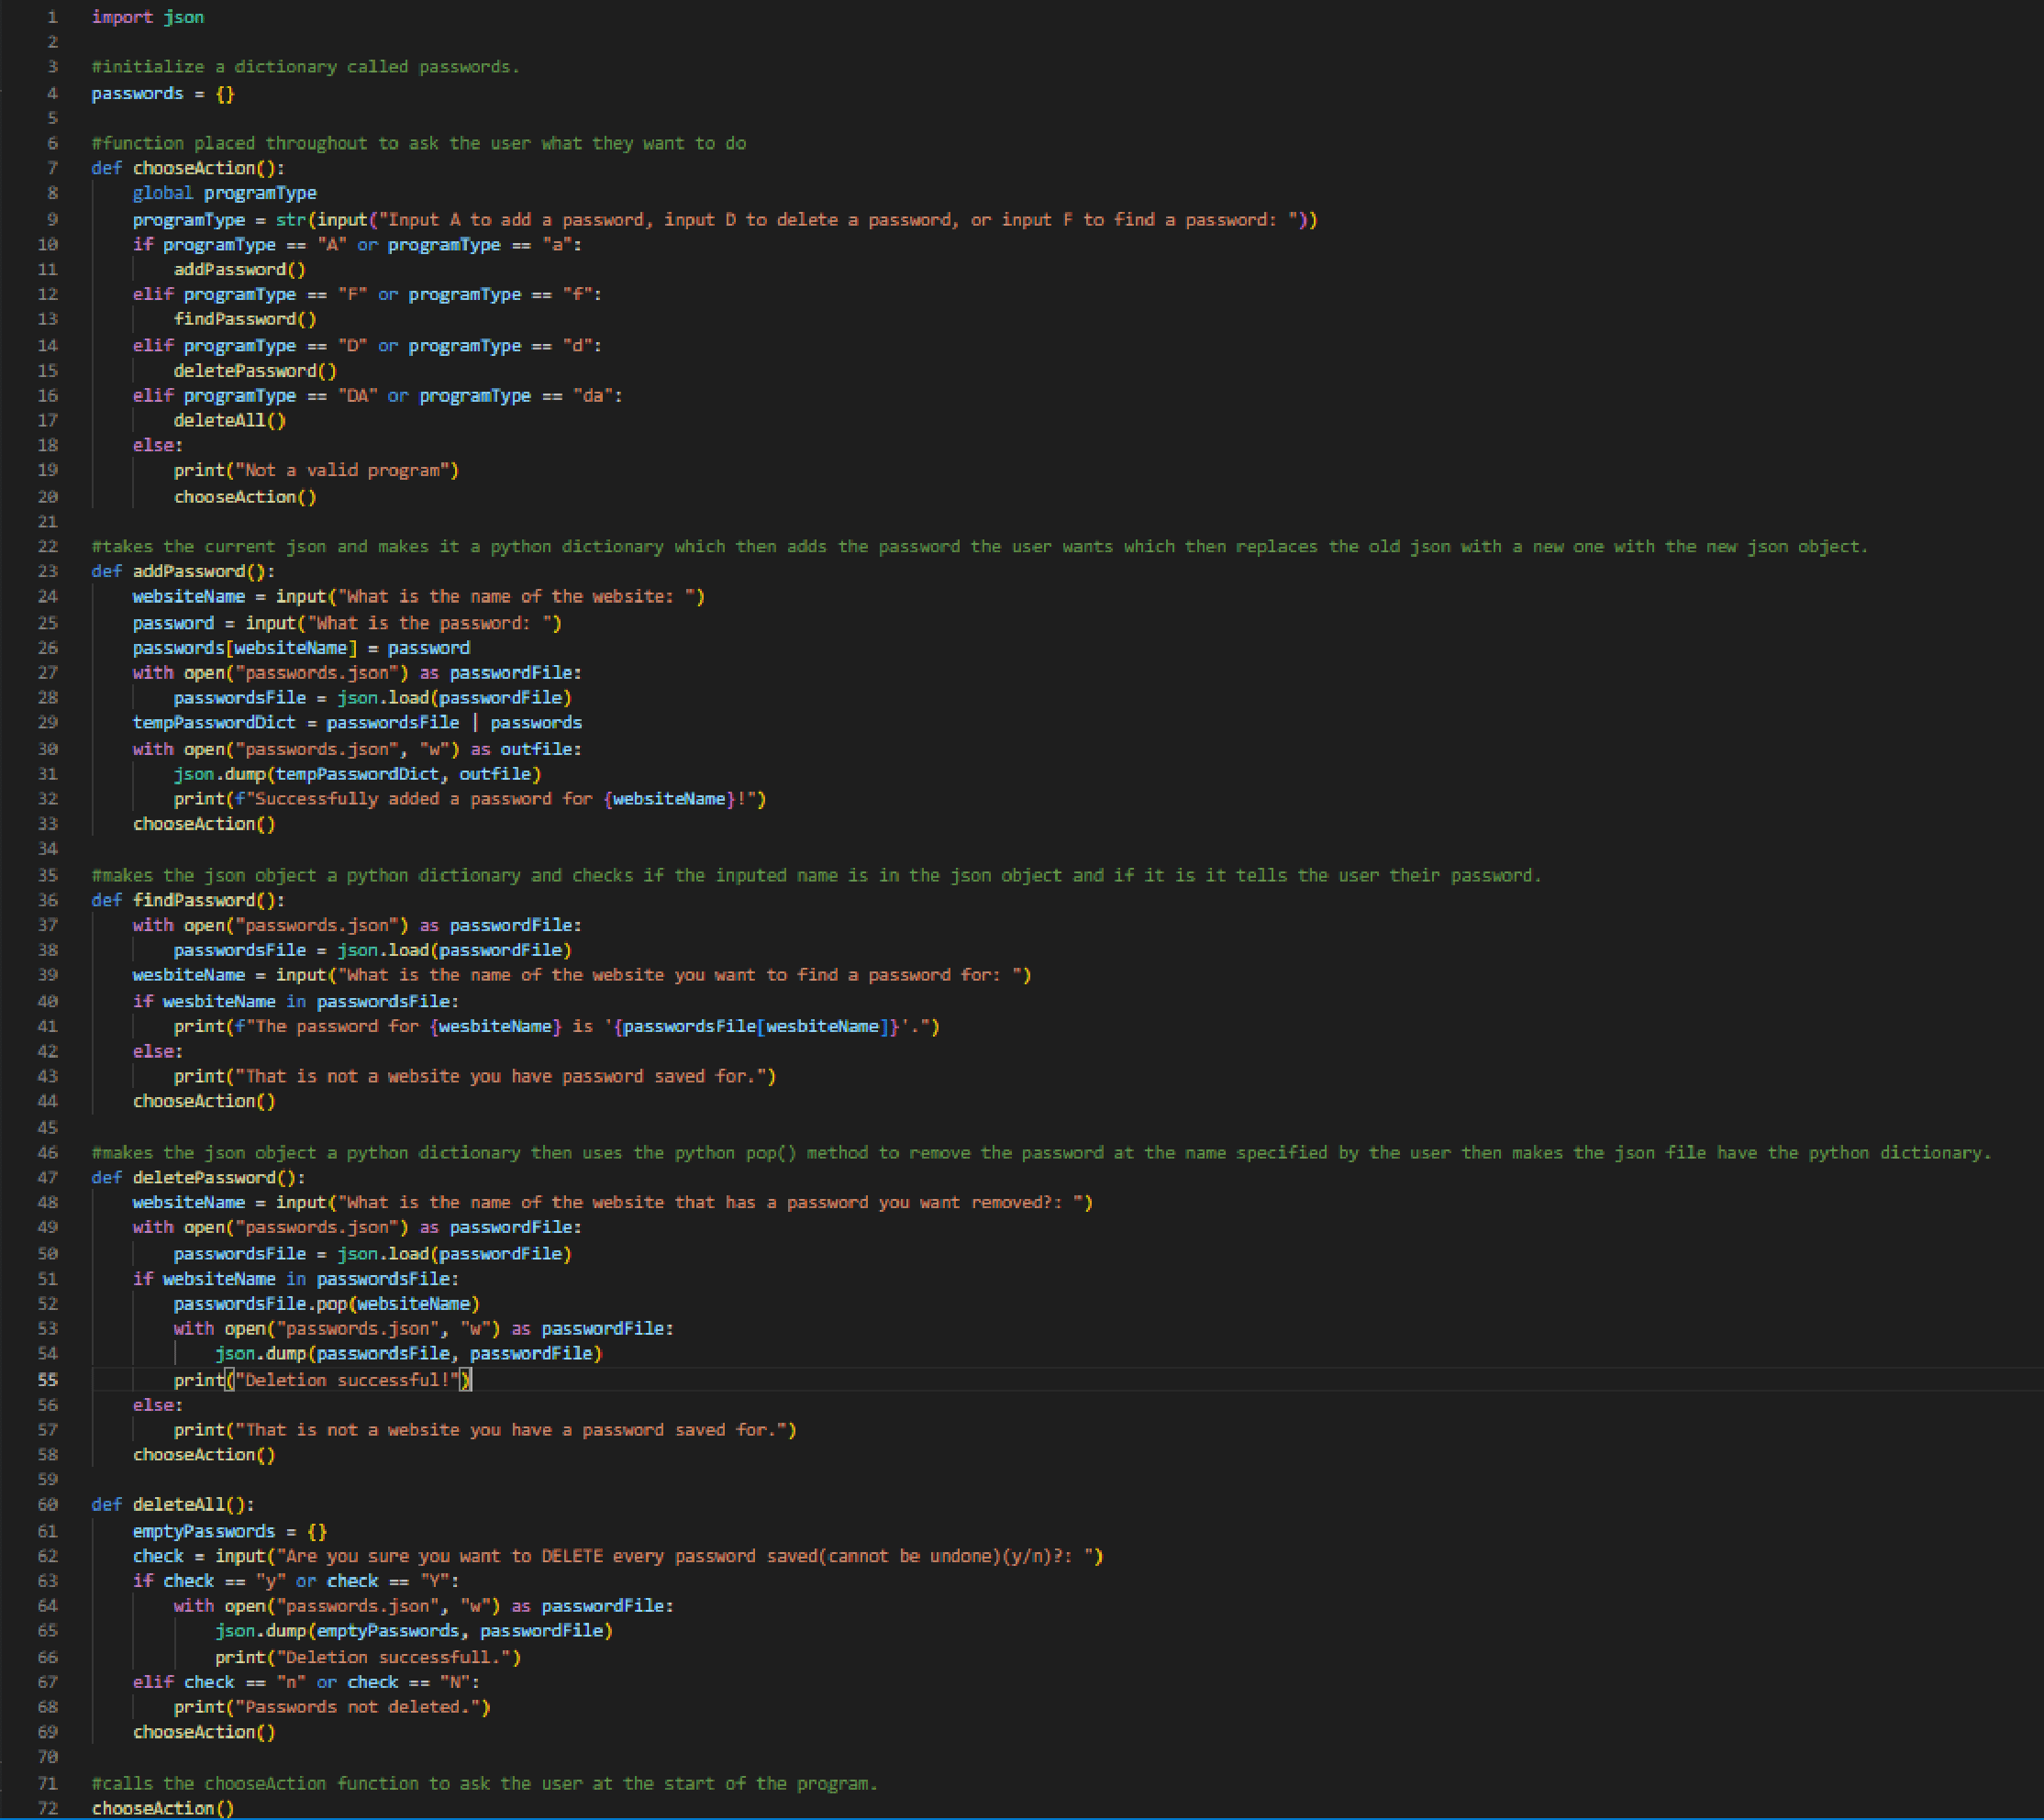 1 import json
2
3 #initialize a dictionary called passwords.
4 passwords = {}
5
6 #function placed throughout to ask the user what they want to do
7 def chooseAction():
8     global programType
9     programType = str(input("Input A to add a password, input D to delete a password, or input F to find a password: "))
10     if programType == "A" or programType == "a":
11         addPassword()
12     elif programType == "F" or programType == "f":
13         findPassword()
14     elif programType == "D" or programType == "d":
15         deletePassword()
16     elif programType == "DA" or programType == "da":
17         deleteAll()
18     else:
19         print("Not a valid program")
20         chooseAction()
21
22 #takes the current json and makes it a python dictionary which then adds the password the user wants which then replaces the old json with a new one with the new json object.
23 def addPassword():
24     websiteName = input("What is the name of the website: ")
25     password = input("What is the password: ")
26     passwords[websiteName] = password
27     with open("passwords.json") as passwordFile:
28         passwordsFile = json.load(passwordFile)
29     tempPasswordDict = passwordsFile | passwords
30     with open("passwords.json", "w") as outfile:
31         json.dump(tempPasswordDict, outfile)
32         print(f"Successfully added a password for {websiteName}!")
33     chooseAction()
34
35 #makes the json object a python dictionary and checks if the inputed name is in the json object and if it is it tells the user their password.
36 def findPassword():
37     with open("passwords.json") as passwordFile:
38         passwordsFile = json.load(passwordFile)
39     wesbiteName = input("What is the name of the website you want to find a password for: ")
40     if wesbiteName in passwordsFile:
41         print(f"The password for {wesbiteName} is '{passwordsFile[wesbiteName]}'.")
42     else:
43         print("That is not a website you have password saved for.")
44     chooseAction()
45
46 #makes the json object a python dictionary then uses the python pop() method to remove the password at the name specified by the user then makes the json file have the python dictionary.
47 def deletePassword():
48     websiteName = input("What is the name of the website that has a password you want removed?: ")
49     with open("passwords.json") as passwordFile:
50         passwordsFile = json.load(passwordFile)
51     if websiteName in passwordsFile:
52         passwordsFile.pop(websiteName)
53         with open("passwords.json", "w") as passwordFile:
54             json.dump(passwordsFile, passwordFile)
55         print("Deletion successful!")
56     else:
57         print("That is not a website you have a password saved for.")
58     chooseAction()
59
60 def deleteAll():
61     emptyPasswords = {}
62     check = input("Are you sure you want to DELETE every password saved(cannot be undone)(y/n)?: ")
63     if check == "y" or check == "Y":
64         with open("passwords.json", "w") as passwordFile:
65             json.dump(emptyPasswords, passwordFile)
66             print("Deletion successfull.")
67     elif check == "n" or check == "N":
68         print("Passwords not deleted.")
69     chooseAction()
70
71 #calls the chooseAction function to ask the user at the start of the program.
72 chooseAction()